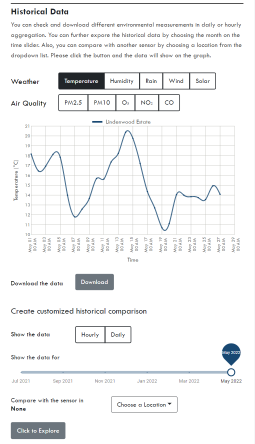 Historical Data
You can check and download different environmental measurements in daily or hourly
aggregation. You can further expore the historical data by choosing the month on the
time slider. Also, you can compare with another sensor by choosing a location from the
dropdown list. Please click the button and the data will show on the graph.
Weather Temperature Humidity Rain Wind Solar
Air Quality PM2.5 PM10 O₃ NO₂ CO
Underwood Estate
Temperature (°C)
21
20
19
18
17
16
15
14
13
12
11
10
Time
Download the data Download
Create customized historical comparison
Show the data Hourly Daily
Show the data for
May 2022
Jul 2021 Sep 2021 Nov 2021 Jan 2022 Mar 2022 May 2022
Compare with the sensor in
None
Choose a Location
Click to Explore